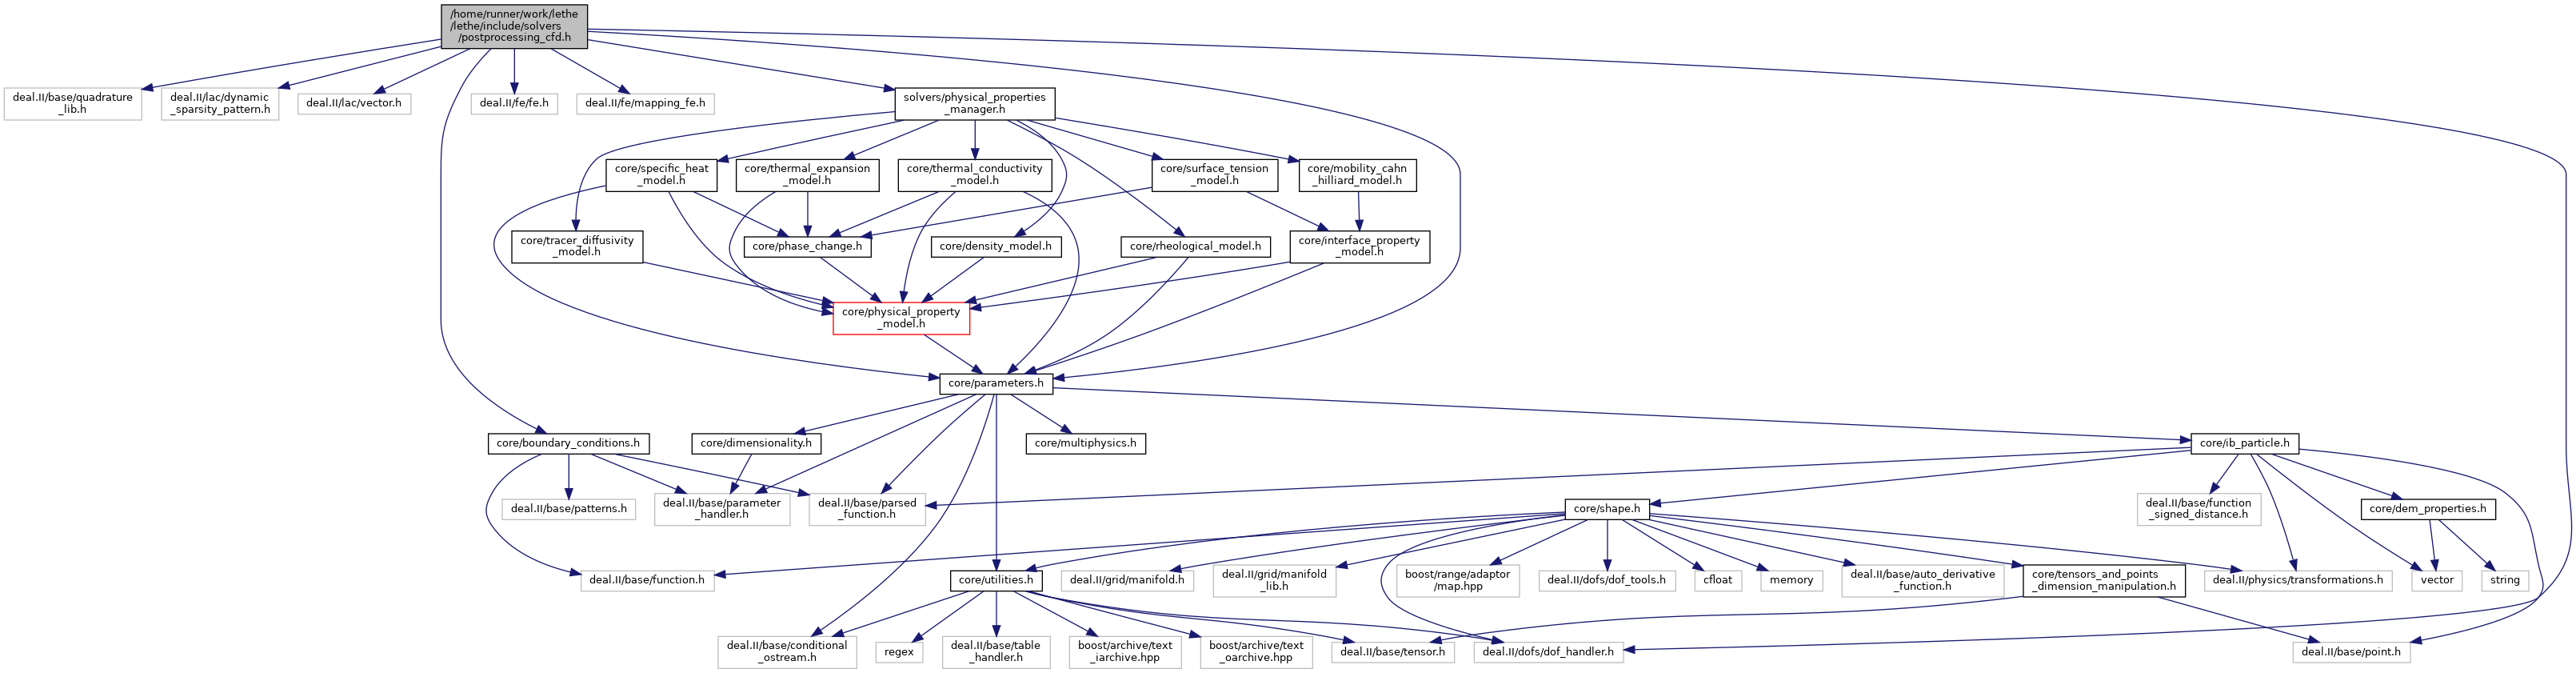 /home/runner/work/lethe
/lethe/include/solvers
/postprocessing_cfd.h
deal.II/base/quadrature
_lib.h
deal.II/lac/dynamic
_sparsity_pattern.h
deal.II/lac/vector.h
deal.II/fe/fe.h
deal.II/fe/mapping_fe.h
solvers/physical_properties
_manager.h
core/specific_heat
_model.h
core/thermal_expansion
_model.h
core/thermal_conductivity
_model.h
core/surface_tension
_model.h
core/mobility_cahn
_hilliard_model.h
core/tracer_diffusivity
_model.h
core/phase_change.h
core/density_model.h
core/rheological_model.h
core/interface_property
_model.h
core/physical_property
_model.h
core/parameters.h
core/boundary_conditions.h
core/dimensionality.h
core/multiphysics.h
core/ib_particle.h
deal.II/base/patterns.h
deal.II/base/parameter
_handler.h
deal.II/base/parsed
_function.h
core/shape.h
deal.II/base/function
_signed_distance.h
core/dem_properties.h
deal.II/base/function.h
core/utilities.h
deal.II/grid/manifold.h
deal.II/grid/manifold
_lib.h
boost/range/adaptor
/map.hpp
deal.II/dofs/dof_tools.h
cfloat
memory
deal.II/base/auto_derivative
_function.h
core/tensors_and_points
_dimension_manipulation.h
deal.II/physics/transformations.h
vector
string
deal.II/base/conditional
_ostream.h
regex
deal.II/base/table
_handler.h
boost/archive/text
_iarchive.hpp
boost/archive/text
_oarchive.hpp
deal.II/base/tensor.h
deal.II/dofs/dof_handler.h
deal.II/base/point.h